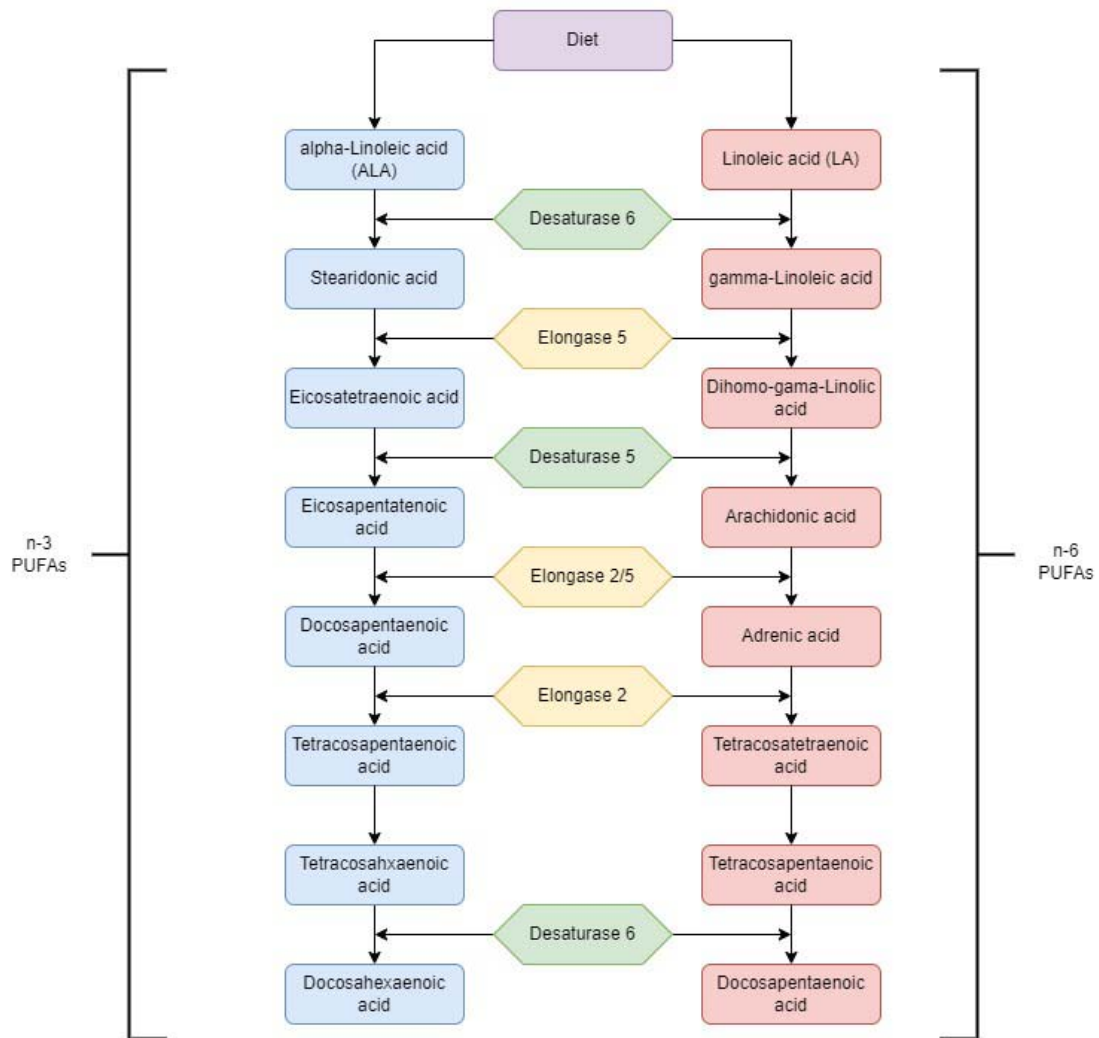 Diet
alpha-Linoleic acid
(ALA)
Linoleic acid (LA)
Desaturase 6
Stearidonic acid
gamma-Linoleic acid
Elongase 5
Eicosatetraenoic acid
Dihomo-gama-Linolic
acid
Desaturase 5
Eicosapentatenoic
acid
Arachidonic acid
n-3
PUFAs
n-6
PUFAs
Elongase 2/5
Docosapentaenoic
acid
Adrenic acid
Elongase 2
Tetracosapentaenoic
acid
Tetracosatetraenoic
acid
Tetracosahxaenoic
acid
Tetracosapentaenoic
acid
Desaturase 6
Docosahexaenoic
acid
Docosapentaenoic
acid